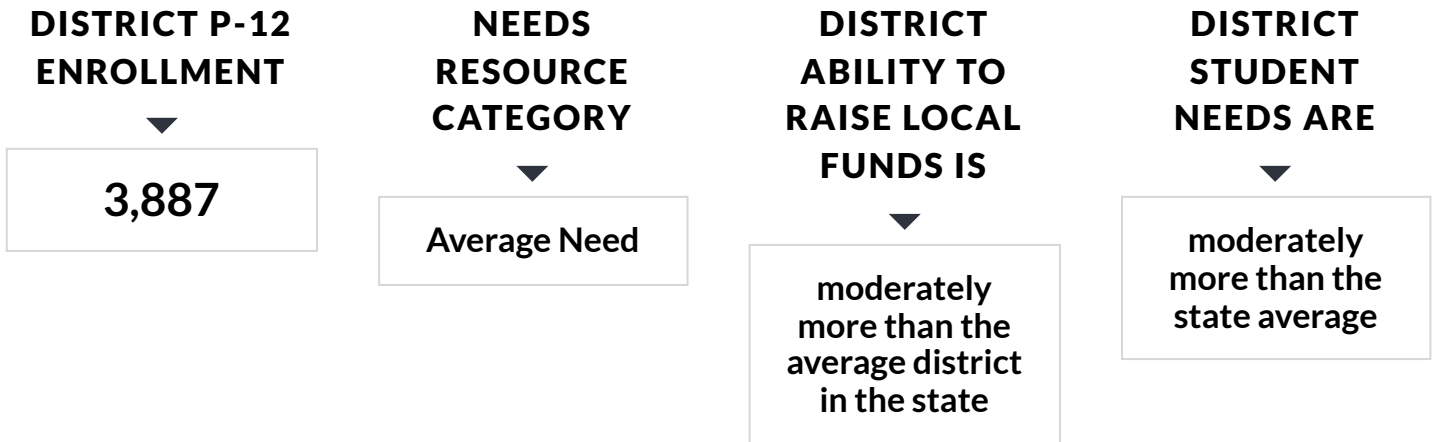 DISTRICT P-12
ENROLLMENT
3,887
NEEDS
RESOURCE
CATEGORY
Average Need
DISTRICT
ABILITY TO
RAISE LOCAL
FUNDS IS
moderately
more than the
average district
in the state
DISTRICT
STUDENT
NEEDS ARE
moderately
more than the
state average